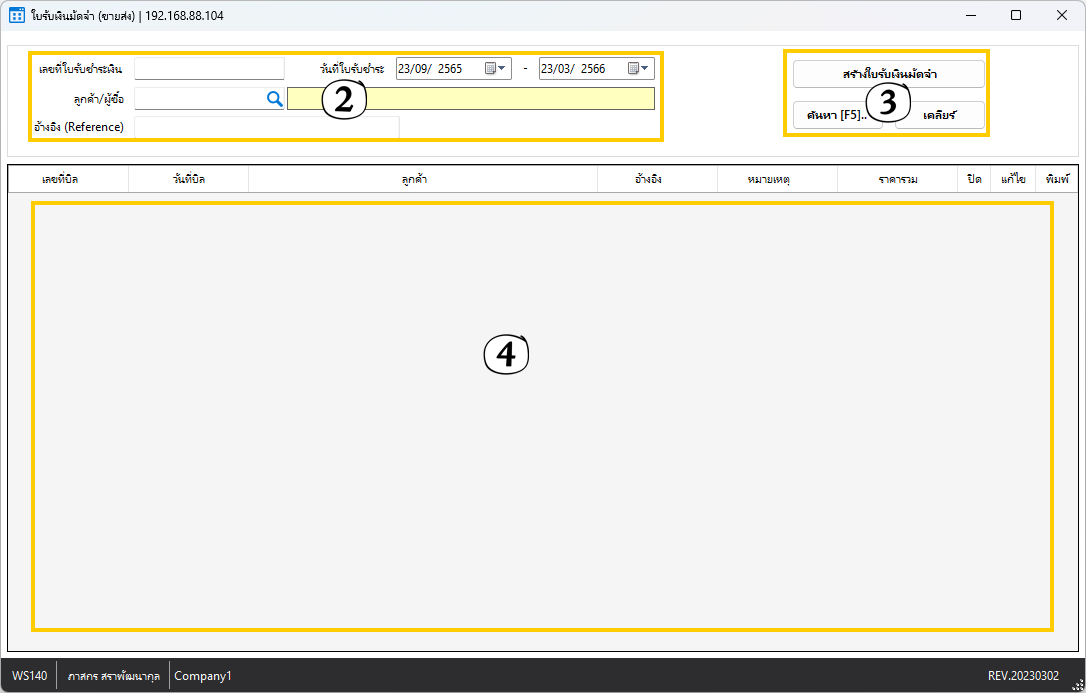 ใบรับเงินมัดจำ (ขายส่ง) | 192.168.88.104
เลขที่ใบรับชำระเงิน วันที่ใบรับชำระ 23/09/ 2565 - 23/03/ 2566
ลูกค้า/ผู้ซื้อ
อ้างอิง (Reference)
2
สร้างใบรับเงินมัดจำ
3
ค้นหา [F5].. เคลียร์
เลขที่บิล วันที่บิล ลูกค้า อ้างอิง หมายเหตุ ราคารวม ปิด แก้ไข พิมพ์
4
WS140 ภาสกร สราพัฒนากุล Company1 REV.20230302